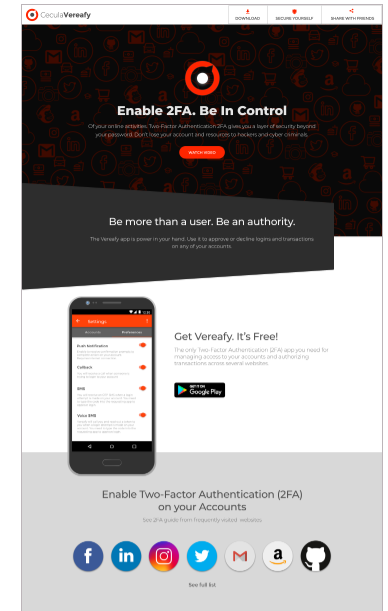 CeculaVereafy
DOWNLOAD
SECURE YOURSELF
SHARE WITH FRIENDS
Enable 2FA. Be In Control
Of your online activities. Two-Factor Authentication 2FA gives you a layer of security beyond
your password. Don't lose your account and resources to hackers and cyber criminals.
WATCH VIDEO
Be more than a user. Be an authority.
The Vereafy app is power in your hand. Use it to approve or decline logins and transactions
on any of your accounts.
Settings
Accounts
Preferences
Push Notification
Callback
SMS
Voice SMS
Get Vereafy. It's Free!
The only Two-Factor Authentication (2FA) app you need for
managing access to your accounts and authorizing
transactions across several websites
GET IT ON
Google Play
Enable Two-Factor Authentication (2FA)
on your Accounts
See 2FA guide from frequently visited websites
See full list